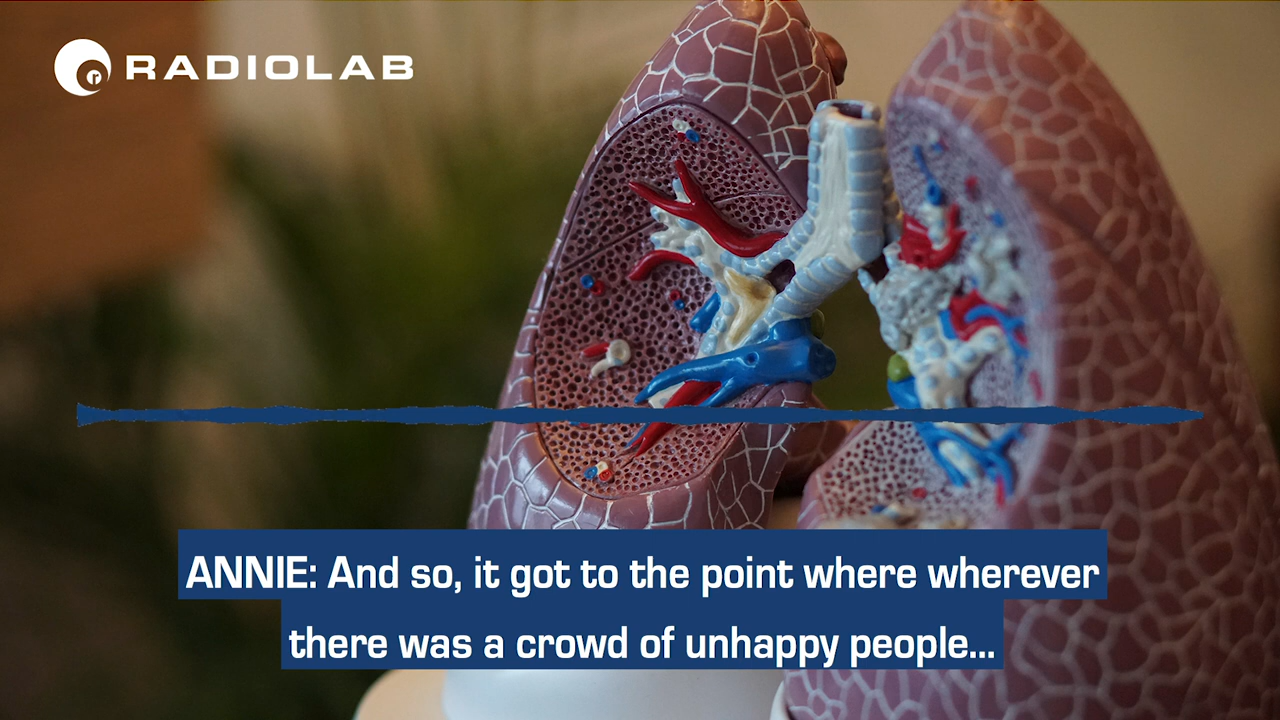 RADIOLAB
ANNIE: And so, it got to the point where wherever
there was a crowd of unhappy people...